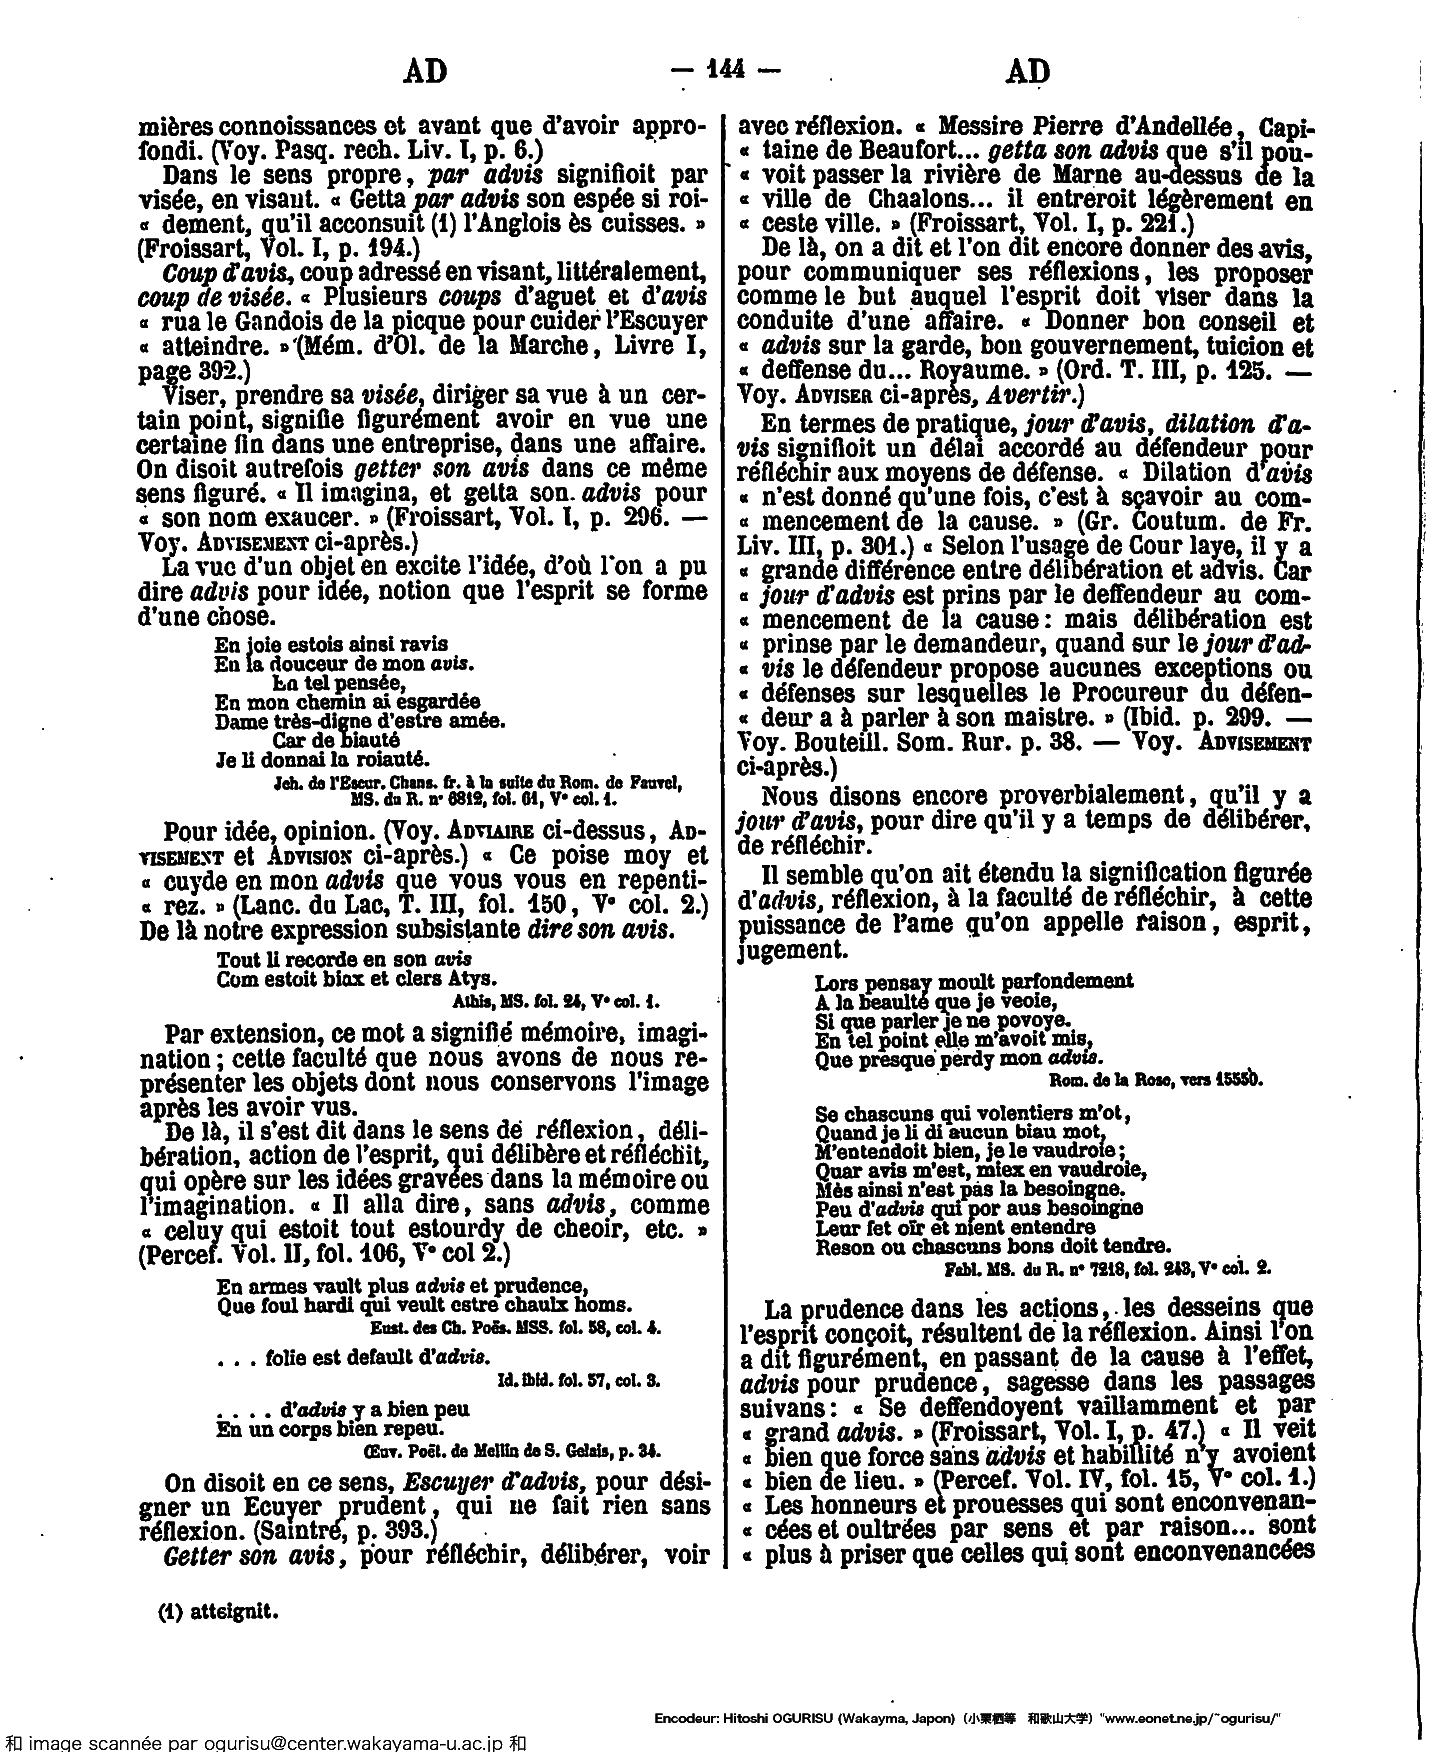 AD — 144 — AD
mières connoissances et avant que d'avoir appro-
fondi. (Voy. Pasq. rech. Liv. I, p. 6.)
Dans le sens propre, par advis signifioit par
visée, en visant. « Getta par advis son espée si roi-
« dement, qu'il acconsuit (1) l'Anglois ès cuisses. »
(Froissart, Vol. I, p. 194.)
Coup d'avis, coup adressé en visant, littéralement,
coup de visée. « Plusieurs coups d'aguet et d'avis
« rua le Gandois de la picque pour cuider l'Escuyer
« atteindre. » (Mém. d'Ol. de la Marche, Livre I,
page 392.)
Viser, prendre sa visée, diriger sa vue à un cer-
tain point, signifie figurément avoir en vue une
certaine fin dans une entreprise, dans une affaire.
On disoit autrefois getter son avis dans ce même
sens figuré. « Il imagina, et getta son advis pour
« son nom exaucer. » (Froissart, Vol. I, p. 296. —
Voy. ADVISEMENT ci-après.)
La vue d'un objet en excite l'idée, d'où l'on a pu
dire advis pour idée, notion que l'esprit se forme
d'une chose.
En joie estois ainsi ravis
En la douceur de mon avis.
La tel pensée,
En mon chemin ai esgardée
Dame très-digne d'estre amée.
Car de biauté
Je li donnai la roiauté.
Jeh. de l'Escur. Chans. fr. à la suite du Rom. de Fauvel,
MS. du R. n° 6812, fol. 61, V° col. 1.
Pour idée, opinion. (Voy. ADVIAIRE ci-dessus, AD-
VISEMENT et ADVISION ci-après.) « Ce poise moy et
« cuyde en mon advis que vous vous en repenti-
« rez. » (Lanc. du Lac, T. III, fol. 150, V° col. 2.)
De là notre expression subsistante dire son avis.
Tout li recorde en son avis
Com estoit biax et clers Atys.
Athis, MS. fol. 24, V° col. 1.
Par extension, ce mot a signifié mémoire, imagi-
nation ; cette faculté que nous avons de nous re-
présenter les objets dont nous conservons l'image
après les avoir vus.
De là, il s'est dit dans le sens de réflexion, déli-
bération, action de l'esprit, qui délibère et réfléchit,
qui opère sur les idées gravées dans la mémoire ou
l'imagination. « Il alla dire, sans advis, comme
« celuy qui estoit tout estourdy de cheoir, etc. »
(Percef. Vol. II, fol. 106, V° col 2.)
En armes vault plus advis et prudence,
Que foul hardi qui veult estre chaulx homs.
Eust. des Ch. Poës. MSS. fol. 58, col. 4.
. . . folie est default d'advis.
Id. ibid. fol. 57, col. 3.
. . . . d'advis y a bien peu
En un corps bien repeu.
Œuv. Poët. de Mellin de S. Gelais, p. 34.
On disoit en ce sens, Escuyer d'advis, pour dési-
gner un Ecuyer prudent, qui ne fait rien sans
réflexion. (Saintré, p. 393.)
Getter son avis, pour réfléchir, délibérer, voir
(1) atteignit.
avec réflexion. « Messire Pierre d'Andellée, Capi-
« taine de Beaufort... getta son advis que s'il pou-
« voit passer la rivière de Marne au-dessus de la
« ville de Chaalons... il entreroit légèrement en
« ceste ville. » (Froissart, Vol. I, p. 221.)
De là, on a dit et l'on dit encore donner des avis,
pour communiquer ses réflexions, les proposer
comme le but auquel l'esprit doit viser dans la
conduite d'une affaire. « Donner bon conseil et
« advis sur la garde, bon gouvernement, tuicion et
« deffense du... Royaume. » (Ord. T. III, p. 125. —
Voy. ADVISER ci-après, Avertir.)
En termes de pratique, jour d'avis, dilation d'a-
vis signifioit un délai accordé au défendeur pour
réfléchir aux moyens de défense. « Dilation d'avis
« n'est donné qu'une fois, c'est à sçavoir au com-
« mencement de la cause. » (Gr. Coutum. de Fr.
Liv. III, p. 301.) « Selon l'usage de Cour laye, il y a
« grande différence entre délibération et advis. Car
« jour d'advis est prins par le deffendeur au com-
« mencement de la cause : mais délibération est
« prinse par le demandeur, quand sur le jour d'ad-
« vis le défendeur propose aucunes exceptions ou
« défenses sur lesquelles le Procureur du défen-
« deur a à parler à son maistre. » (Ibid. p. 299. —
Voy. Bouteill. Som. Rur. p. 38. — Voy. ADVISEMENT
ci-après.)
Nous disons encore proverbialement, qu'il y a
jour d'avis, pour dire qu'il y a temps de délibérer,
de réfléchir.
Il semble qu'on ait étendu la signification figurée
d'advis, réflexion, à la faculté de réfléchir, à cette
puissance de l'ame qu'on appelle raison, esprit,
jugement.
Lors pensay moult parfondement
A la beaulté que je veoie,
Si que parler je ne povoye.
En tel point elle m'avoit mis,
Que presque perdy mon advis.
Rom. de la Rose, vers 15550.
Se chascuns qui volentiers m'ot,
Quand je li di aucun biau mot,
M'entendoit bien, je le vaudroie ;
Quar avis m'est, miex en vaudroie,
Mès ainsi n'est pas la besoingne.
Peu d'advis qui por aus besoingne
Leur fet oïr et nient entendre
Reson ou chascuns bons doit tendre.
Fabl. MS. du R. n° 7218, fol. 243, V° col. 2.
La prudence dans les actions, les desseins que
l'esprit conçoit, résultent de la réflexion. Ainsi l'on
a dit figurément, en passant de la cause à l'effet,
advis pour prudence, sagesse dans les passages
suivans : « Se deffendoyent vaillamment et par
« grand advis. » (Froissart, Vol. I, p. 47.) « Il veit
« bien que force sans advis et habillité n'y avoient
« bien de lieu. » (Percef. Vol. IV, fol. 15, V° col. 1.)
« Les honneurs et prouesses qui sont enconvenan-
« cées et oultrées par sens et par raison... sont
« plus à priser que celles qui sont enconvenancées
Encodeur: Hitoshi OGURISU (Wakayma, Japon) (小栗栖等 和歌山大学) "www.eonet.ne.jp/~ogurisu/"
和 image scannée par ogurisu@center.wakayama-u.ac.jp 和